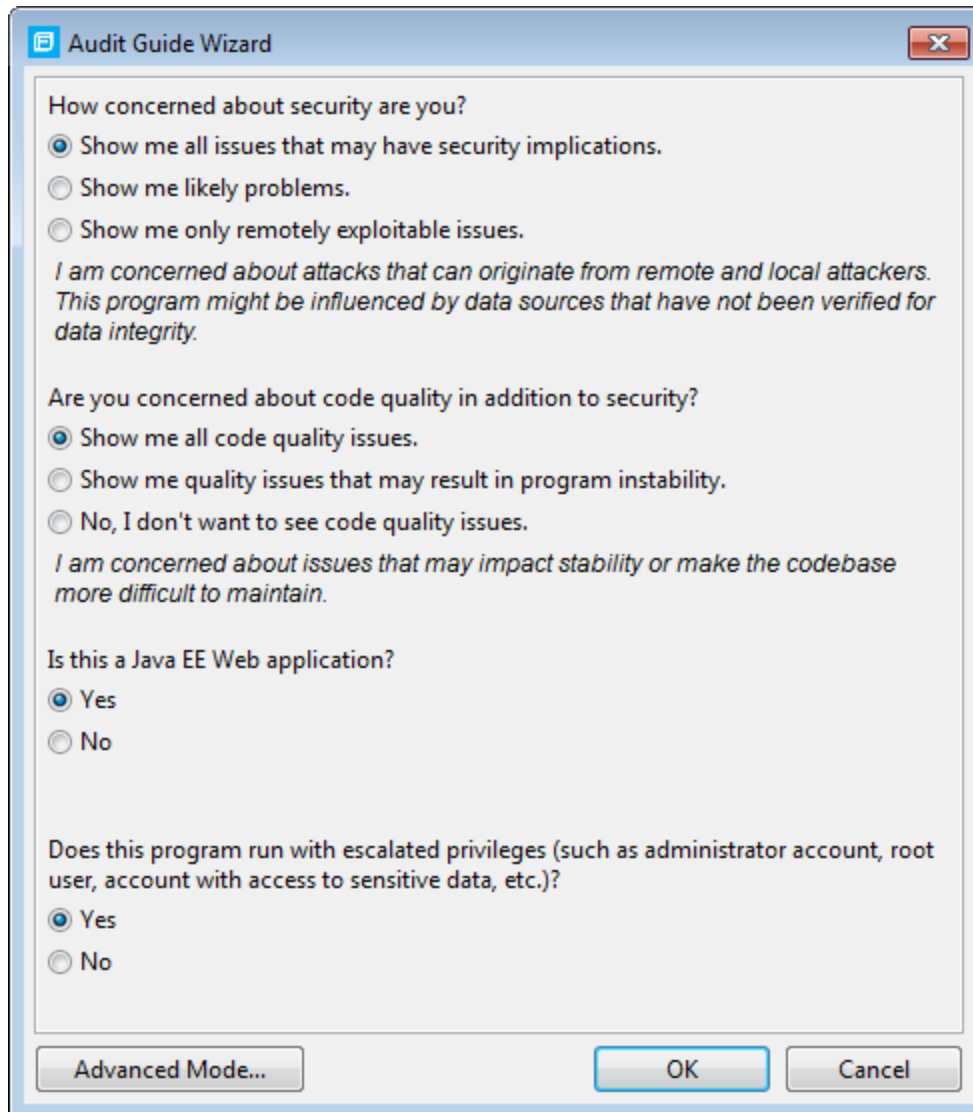 Audit Guide Wizard
How concerned about security are you?
Show me all issues that may have security implications.
Show me likely problems.
Show me only remotely exploitable issues.
I am concerned about attacks that can originate from remote and local attackers.
This program might be influenced by data sources that have not been verified for
data integrity.
Are you concerned about code quality in addition to security?
Show me all code quality issues.
Show me quality issues that may result in program instability.
No, I don't want to see code quality issues.
I am concerned about issues that may impact stability or make the codebase
more difficult to maintain.
Is this a Java EE Web application?
Yes
No
Does this program run with escalated privileges (such as administrator account, root
user, account with access to sensitive data, etc.)?
Yes
No
Advanced Mode... OK Cancel